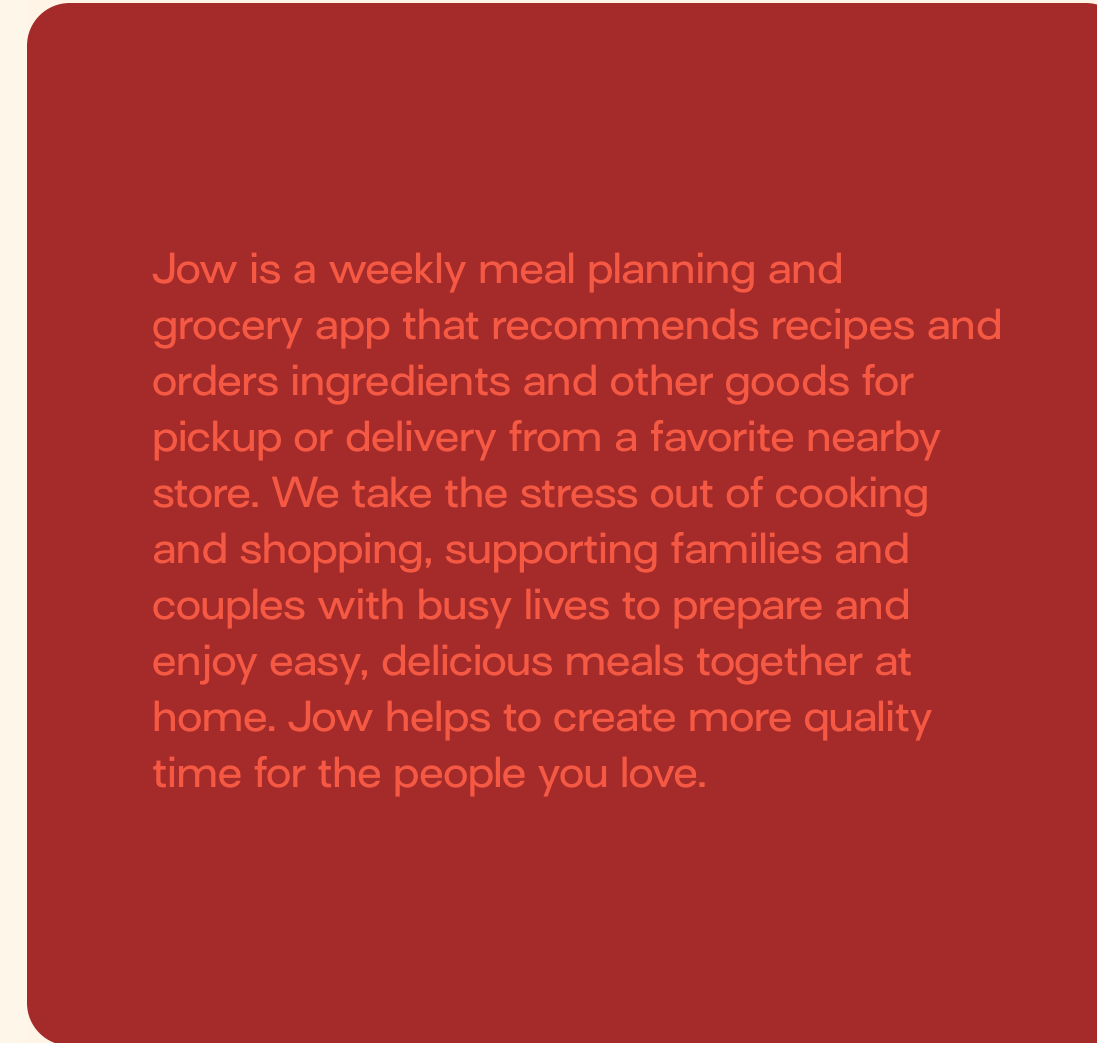 Jow is a weekly meal planning and
grocery app that recommends recipes and
orders ingredients and other goods for
pickup or delivery from a favorite nearby
store. We take the stress out of cooking
and shopping, supporting families and
couples with busy lives to prepare and
enjoy easy, delicious meals together at
home. Jow helps to create more quality
time for the people you love.